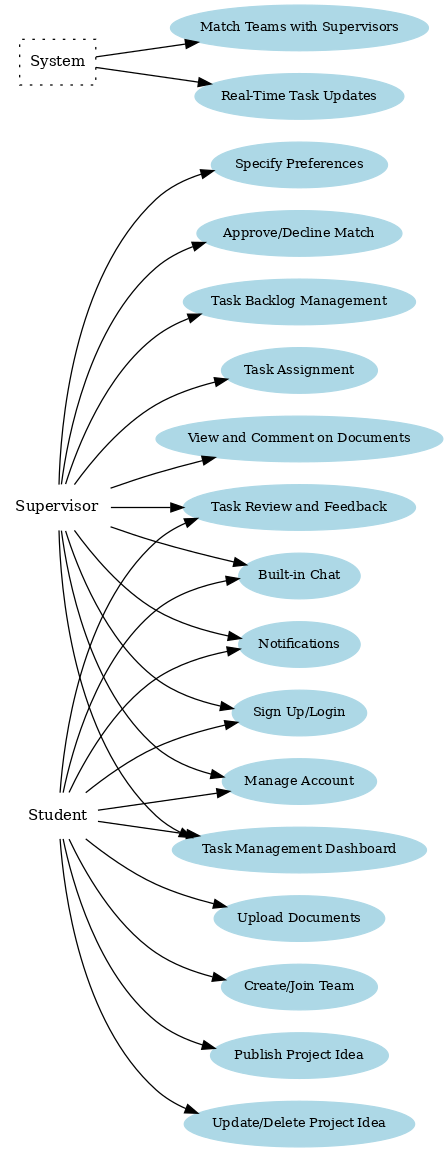 Match Teams with Supervisors
System
Real-Time Task Updates
Specify Preferences
Approve/Decline Match
Task Backlog Management
Task Assignment
View and Comment on Documents
Supervisor
Task Review and Feedback
Built-in Chat
Notifications
Sign Up/Login
Manage Account
Student
Task Management Dashboard
Upload Documents
Create/Join Team
Publish Project Idea
Update/Delete Project Idea